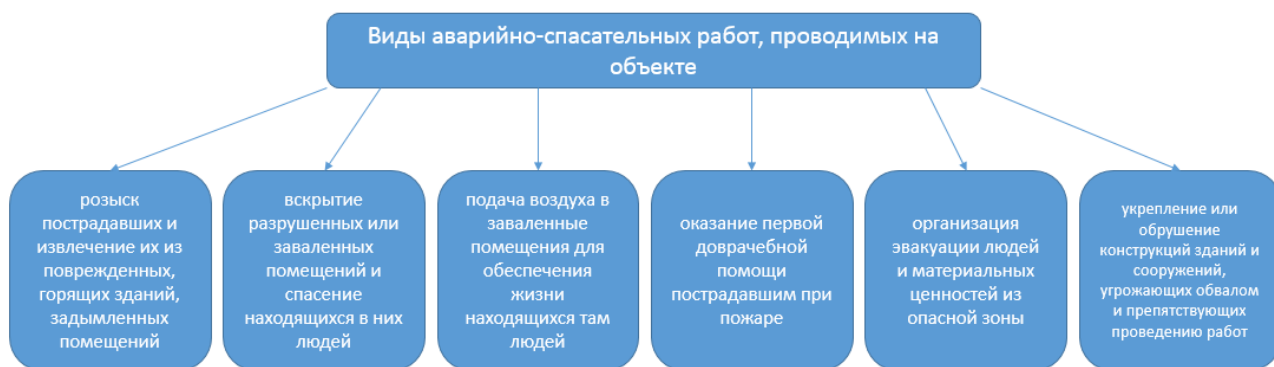 Виды аварийно-спасательных работ, проводимых на
объекте
розыск
пострадавших и
извлечение их из
поврежденных,
горящих зданий,
задымленных
помещений
вскрытие
разрушенных или
заваленных
помещений и
спасение
находящихся в них
людей
подача воздуха в
заваленные
помещения для
обеспечения
жизни
находящихся там
людей
оказание первой
доврачебной
помощи
пострадавшим при
пожаре
организация
эвакуации людей
и материальных
ценностей из
опасной зоны
укрепление или
обрушение
конструкций зданий и
сооружений,
угрожающих обвалом
и препятствующих
проведению работ